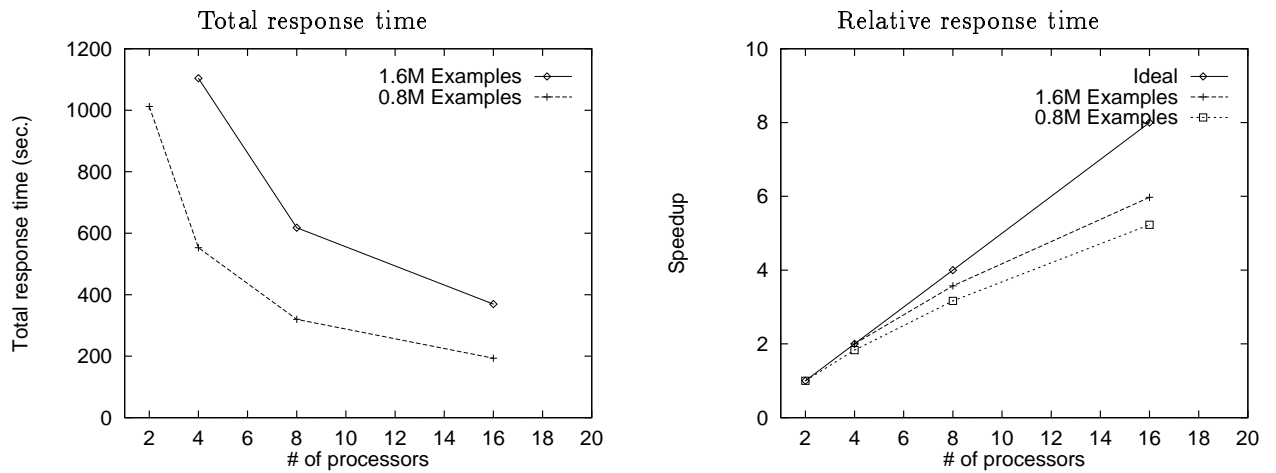 Total response time
1200
1000
800
600
400
200
0
Total response time (sec.)
1.6M Examples
0.8M Examples
2 4 6 8 10 12 14 16 18 20
# of processors
Relative response time
10
8
6
4
2
0
Speedup
Ideal
1.6M Examples
0.8M Examples
2 4 6 8 10 12 14 16 18 20
# of processors